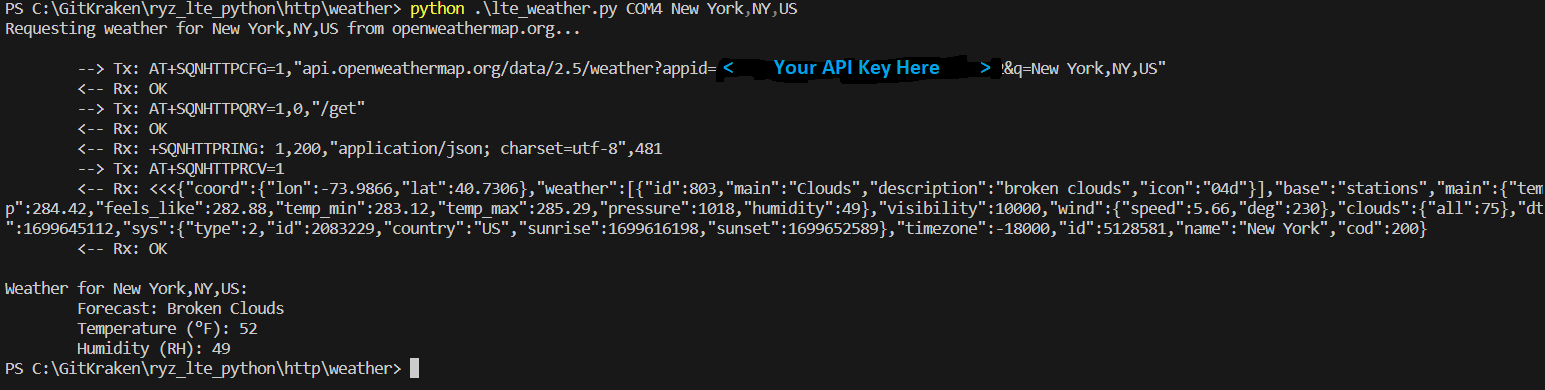 PS C:\GitKraken\ryz_lte_python\http\weather> python .\lte_weather.py COM4 New York,NY,US
Requesting weather for New York,NY,US from openweathermap.org...
--> Tx: AT+SQNHTTPCFG=1,"api.openweathermap.org/data/2.5/weather?appid=< Your API Key Here >&q=New York,NY,US"
<-- Rx: OK
--> Tx: AT+SQNHTTPQRY=1,0,"/get"
<-- Rx: OK
<-- Rx: +SQNHTTPRING: 1,200,"application/json; charset=utf-8",481
--> Tx: AT+SQNHTTPRCV=1
<-- Rx: <<<{"coord":{"lon":-73.9866,"lat":40.7306},"weather":[{"id":803,"main":"Clouds","description":"broken clouds","icon":"04d"}],"base":"stations","main":{"tem
p":284.42,"feels_like":282.88,"temp_min":283.12,"temp_max":285.29,"pressure":1018,"humidity":49},"visibility":10000,"wind":{"speed":5.66,"deg":230},"clouds":{"all":75},"dt
":1699645112,"sys":{"type":2,"id":2083229,"country":"US","sunrise":1699616198,"sunset":1699652589},"timezone":-18000,"id":5128581,"name":"New York","cod":200}
<-- Rx: OK
Weather for New York,NY,US:
Forecast: Broken Clouds
Temperature (°F): 52
Humidity (RH): 49
PS C:\GitKraken\ryz_lte_python\http\weather>